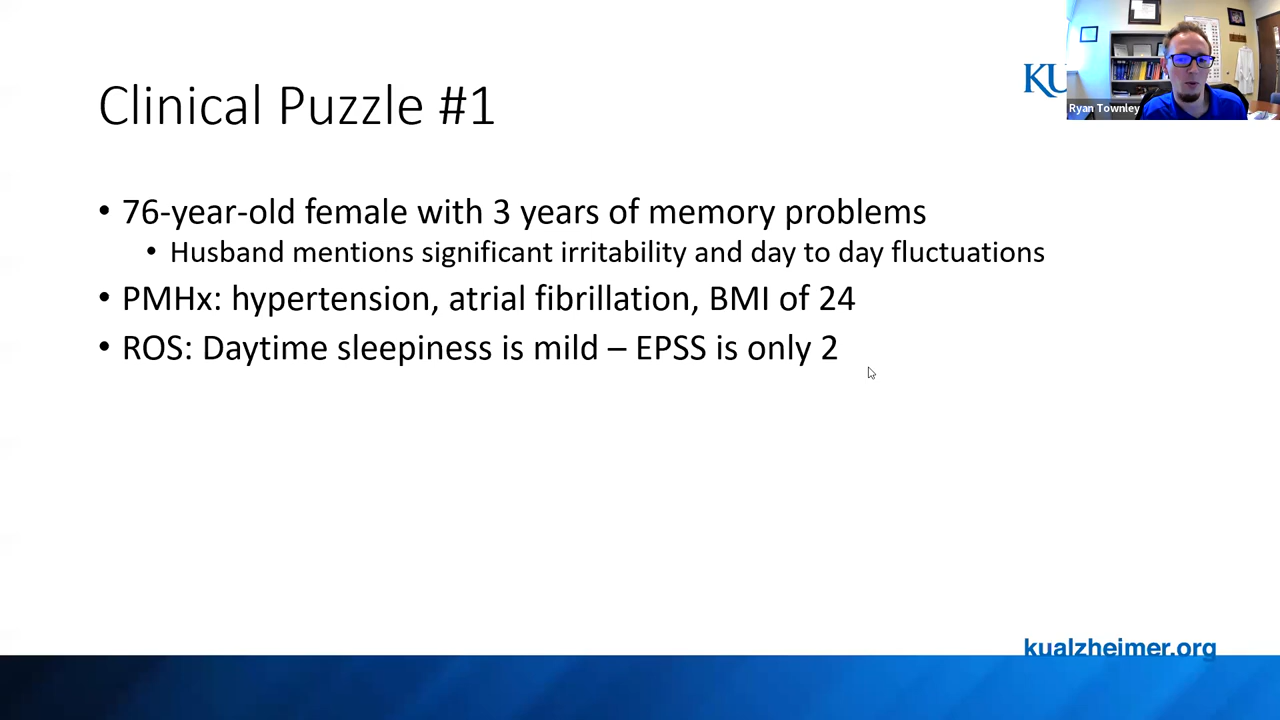 Clinical Puzzle #1
KU
Ryan Townley
• 76-year-old female with 3 years of memory problems
• Husband mentions significant irritability and day to day fluctuations
• PMHx: hypertension, atrial fibrillation, BMI of 24
• ROS: Daytime sleepiness is mild – EPSS is only 2
kualzheimer.org